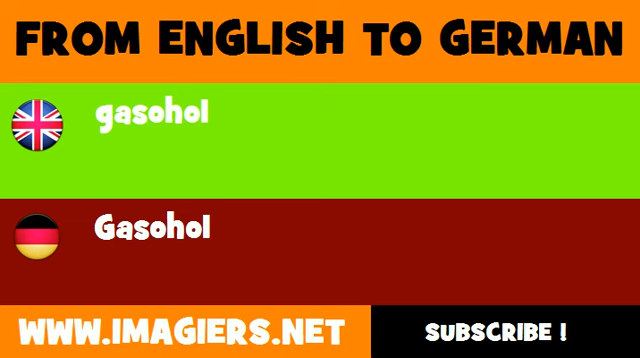 FROM ENGLISH TO GERMAN
gasohol
Gasohol
WWW.IMAGIERS.NET
SUBSCRIBE !